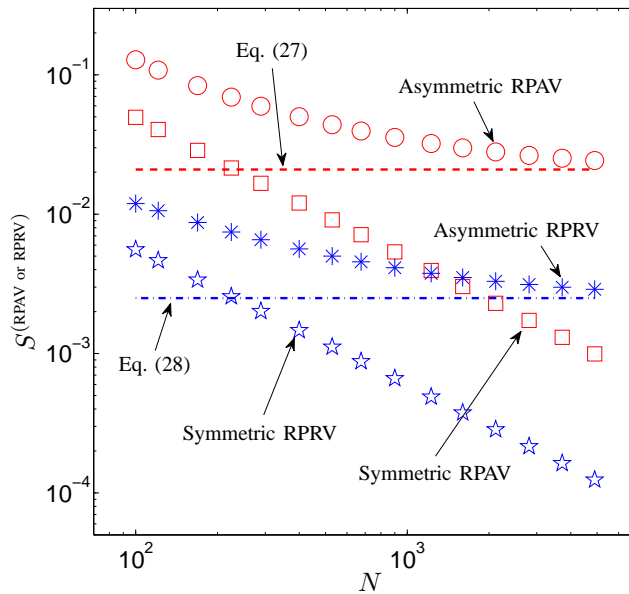 Eq. (27)
Asymmetric RPAV
Asymmetric RPRV
Eq. (28)
Symmetric RPRV
Symmetric RPAV
S^(RPAV or RPRV)
10^-1
10^-2
10^-3
10^-4
10^2
10^3
N